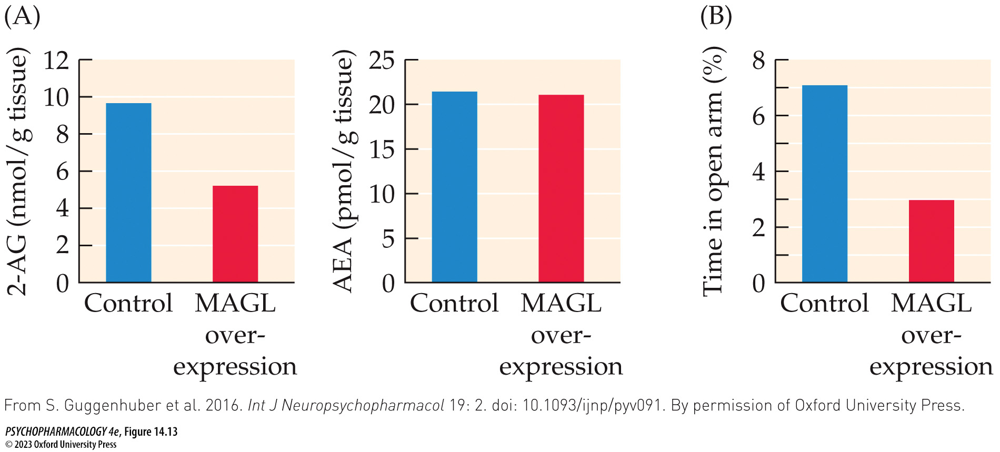 (A)
2-AG (nmol/g tissue)
12
10
8
6
4
2
0
Control
MAGL
over-
expression
AEA (pmol/g tissue)
25
20
15
10
5
0
Control
MAGL
over-
expression
(B)
Time in open arm (%)
8
6
4
2
0
Control
MAGL
over-
expression
From S. Guggenhuber et al. 2016. Int J Neuropsychopharmacol 19: 2. doi: 10.1093/ijnp/pyv091. By permission of Oxford University Press.
PSYCHOPHARMACOLOGY 4e, Figure 14.13
© 2023 Oxford University Press